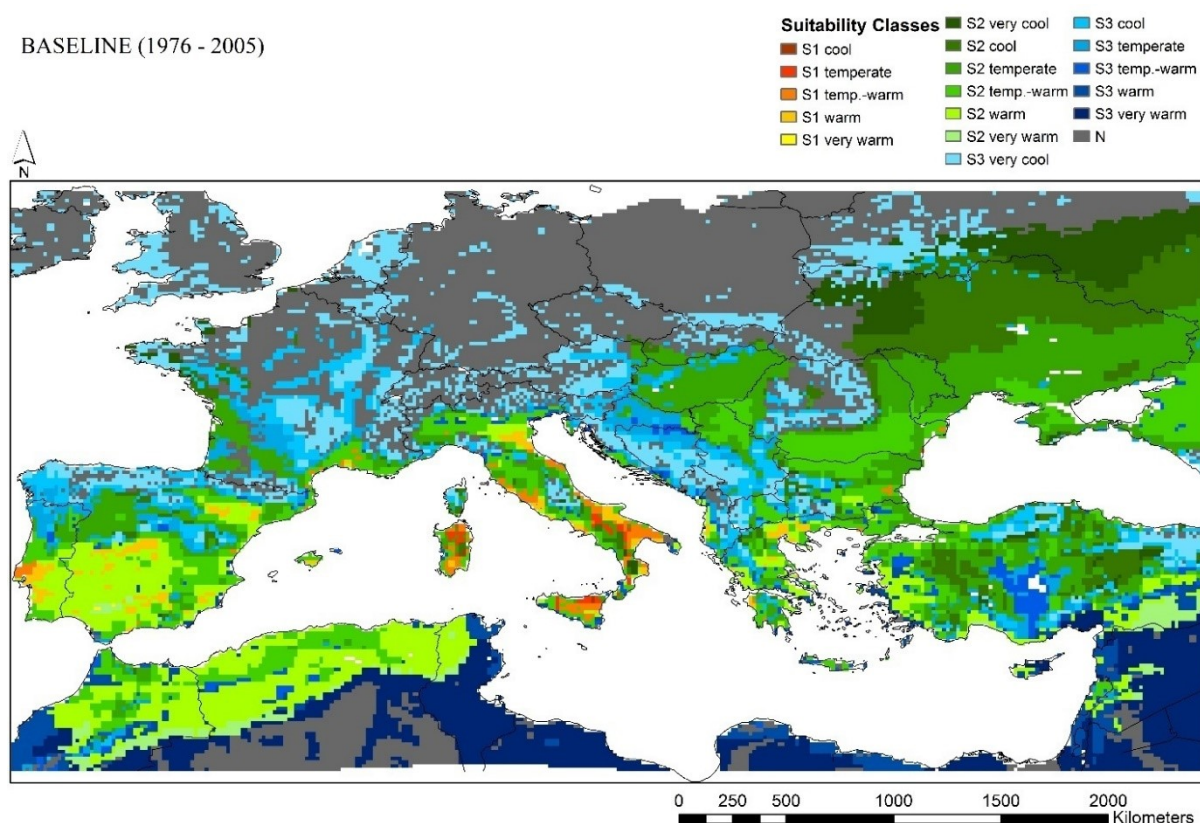 BASELINE (1976 - 2005)
Suitability Classes
S1 cool
S1 temperate
S1 temp.-warm
S1 warm
S1 very warm
S2 very cool
S2 cool
S2 temperate
S2 temp.-warm
S2 warm
S2 very warm
S3 very cool
S3 cool
S3 temperate
S3 temp.-warm
S3 warm
S3 very warm
N
N
0 250 500 1000 1500 2000
Kilometers